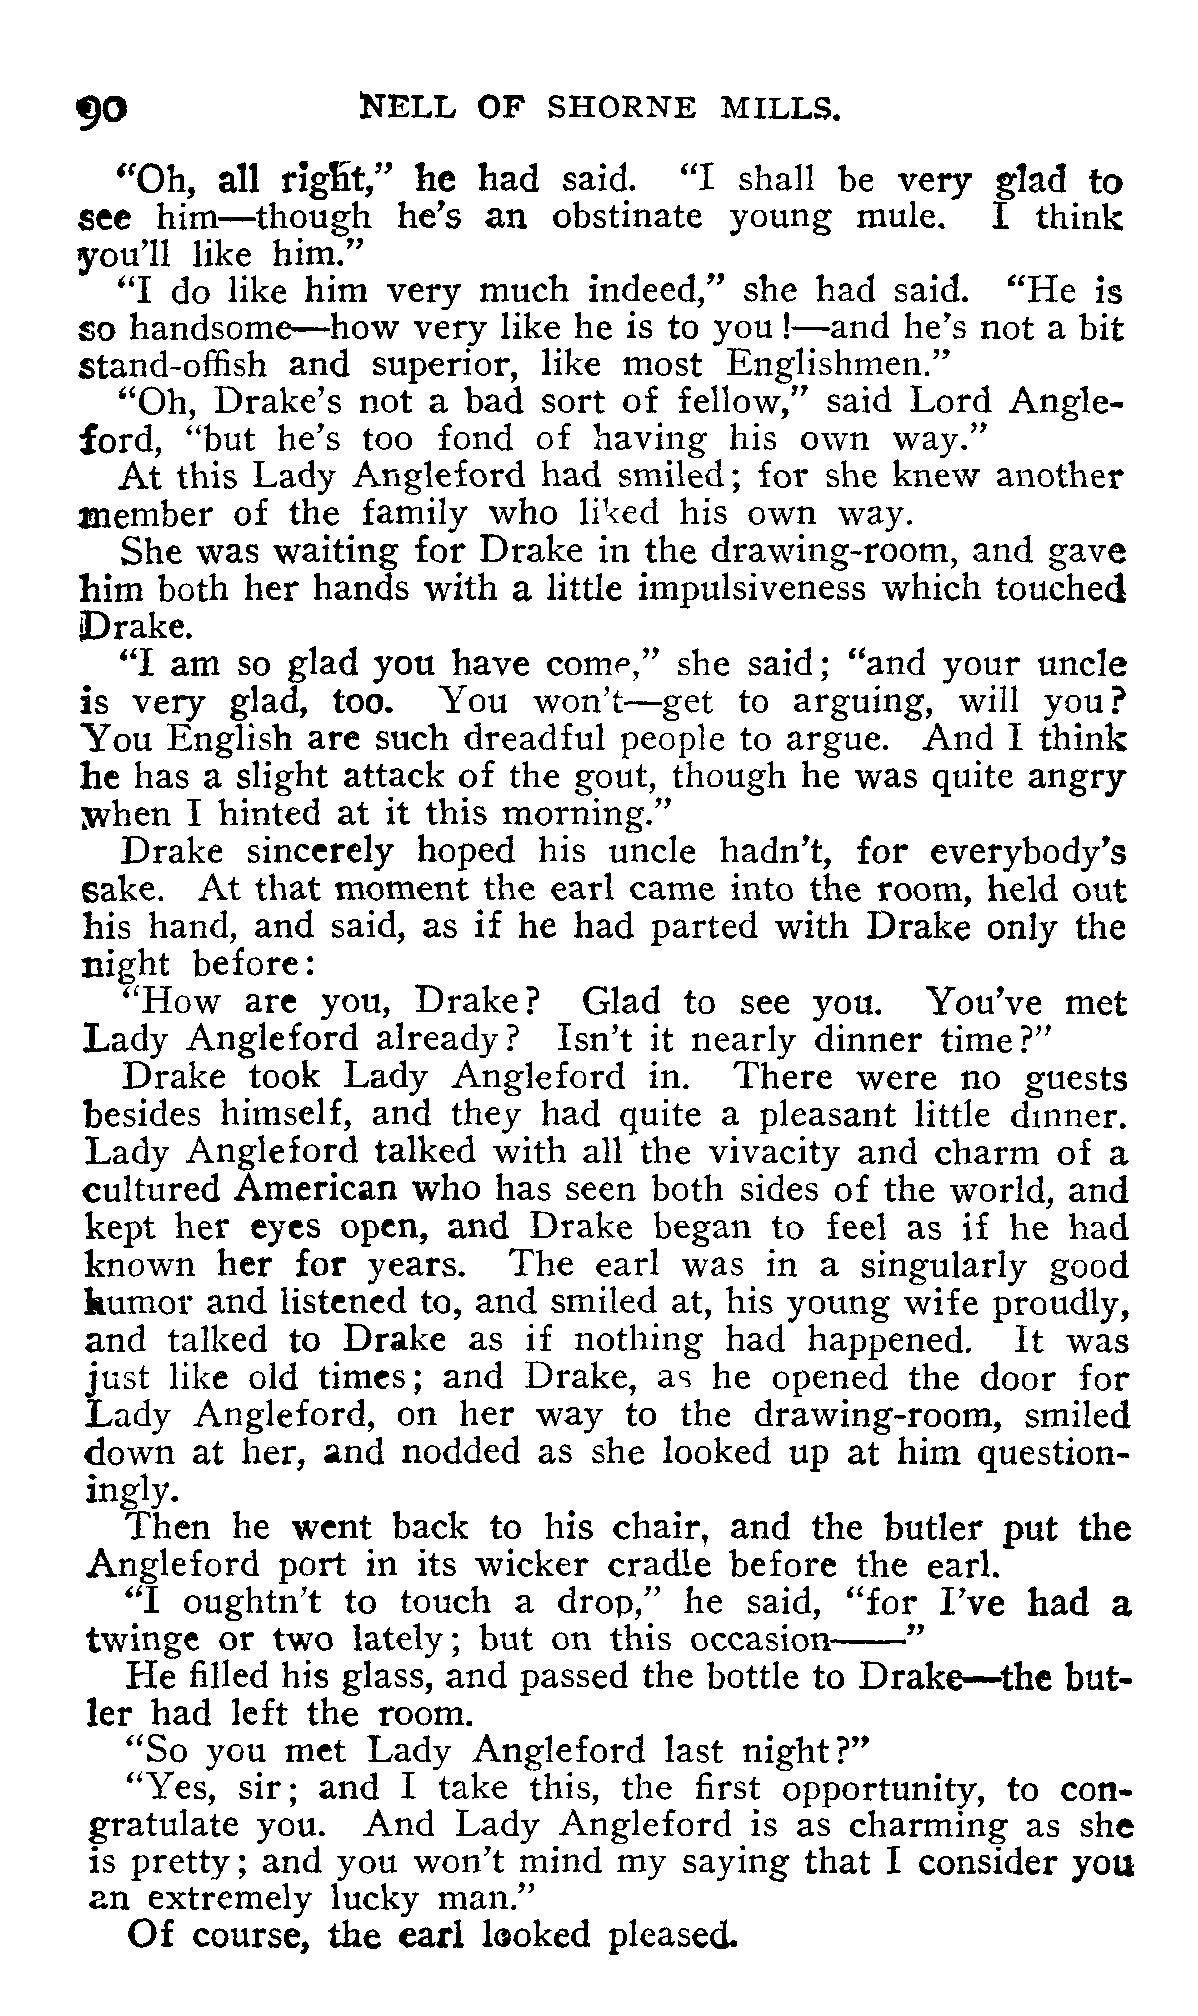 90 NELL OF SHORNE MILLS.
"Oh, all right," he had said. "I shall be very glad to
see him—though he's an obstinate young mule. I think
you'll like him."
"I do like him very much indeed," she had said. "He is
so handsome—how very like he is to you!—and he's not a bit
stand-offish and superior, like most Englishmen."
"Oh, Drake's not a bad sort of fellow," said Lord Angle-
ford, "but he's too fond of having his own way."
At this Lady Angleford had smiled; for she knew another
member of the family who liked his own way.
She was waiting for Drake in the drawing-room, and gave
him both her hands with a little impulsiveness which touched
Drake.
"I am so glad you have come," she said; "and your uncle
is very glad, too. You won't—get to arguing, will you?
You English are such dreadful people to argue. And I think
he has a slight attack of the gout, though he was quite angry
when I hinted at it this morning."
Drake sincerely hoped his uncle hadn't, for everybody's
sake. At that moment the earl came into the room, held out
his hand, and said, as if he had parted with Drake only the
night before:
"How are you, Drake? Glad to see you. You've met
Lady Angleford already? Isn't it nearly dinner time?"
Drake took Lady Angleford in. There were no guests
besides himself, and they had quite a pleasant little dinner.
Lady Angleford talked with all the vivacity and charm of a
cultured American who has seen both sides of the world, and
kept her eyes open, and Drake began to feel as if he had
known her for years. The earl was in a singularly good
humor and listened to, and smiled at, his young wife proudly,
and talked to Drake as if nothing had happened. It was
just like old times; and Drake, as he opened the door for
Lady Angleford, on her way to the drawing-room, smiled
down at her, and nodded as she looked up at him question-
ingly.
Then he went back to his chair, and the butler put the
Angleford port in its wicker cradle before the earl.
"I oughtn't to touch a drop," he said, "for I've had a
twinge or two lately; but on this occasion——"
He filled his glass, and passed the bottle to Drake—the but-
ler had left the room.
"So you met Lady Angleford last night?"
"Yes, sir; and I take this, the first opportunity, to con-
gratulate you. And Lady Angleford is as charming as she
is pretty; and you won't mind my saying that I consider you
an extremely lucky man."
Of course, the earl looked pleased.